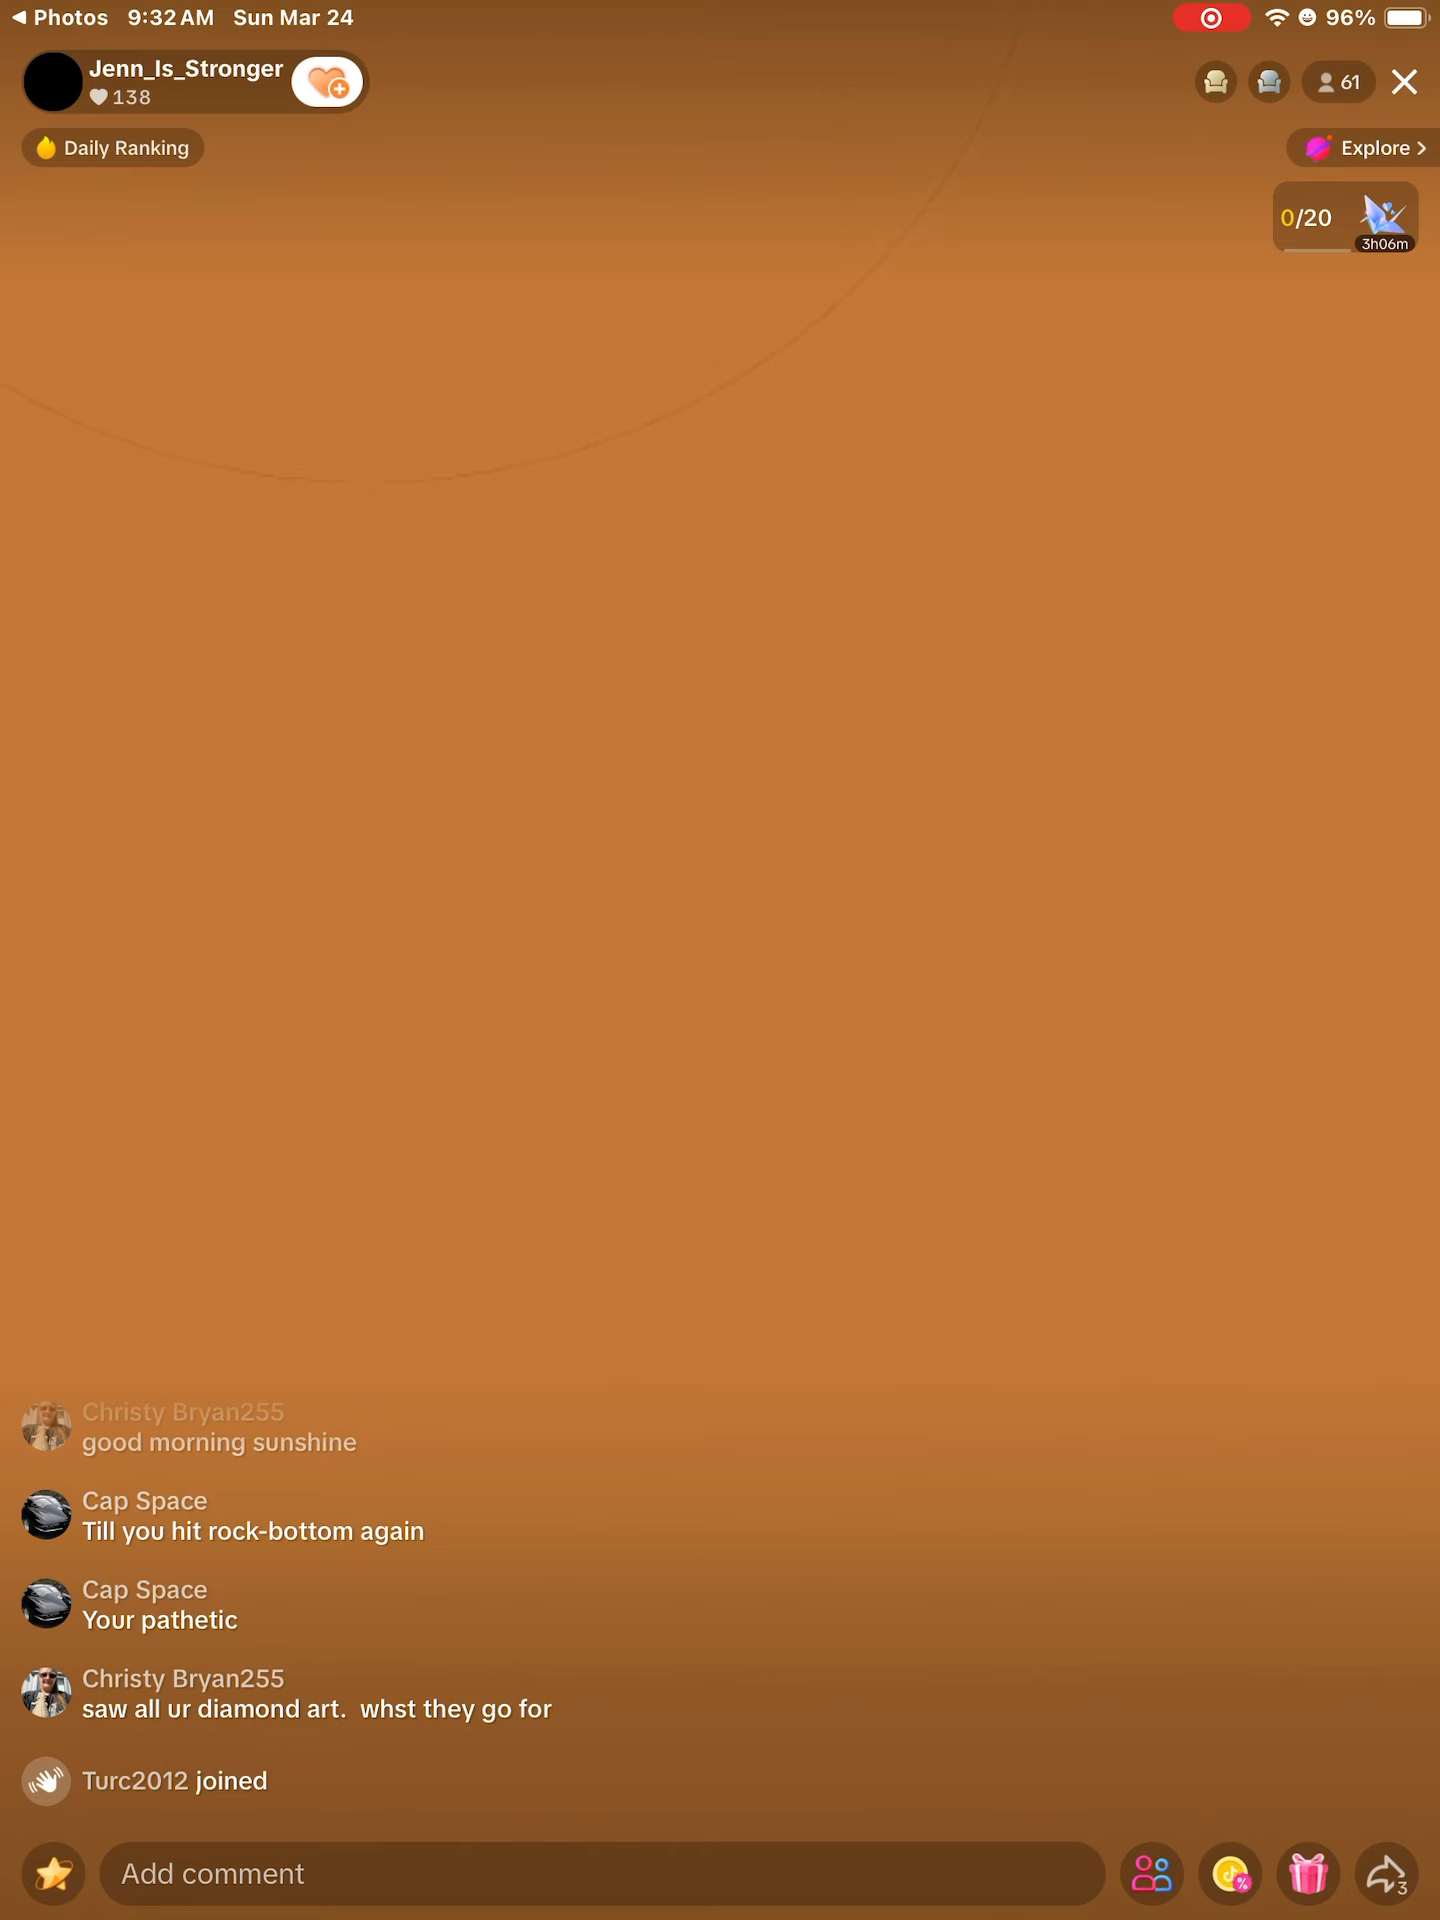 Photos 9:32 AM Sun Mar 24
96%
Jenn_Is_Stronger
138
61
Daily Ranking
Explore >
0/20
3h06m
Christy Bryan255
good morning sunshine
Cap Space
Till you hit rock-bottom again
Cap Space
Your pathetic
Christy Bryan255
saw all ur diamond art. whst they go for
Turc2012 joined
Add comment
%
3